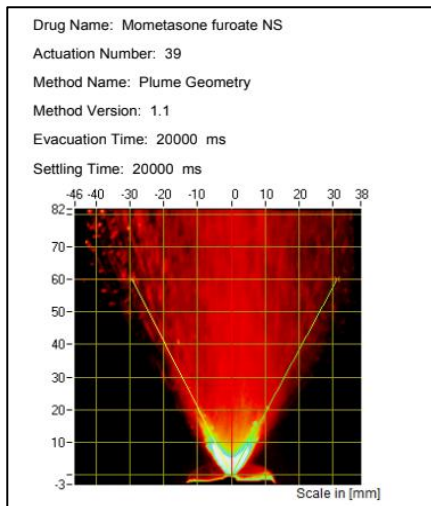 Drug Name: Mometasone furoate NS
Actuation Number: 39
Method Name: Plume Geometry
Method Version: 1.1
Evacuation Time: 20000 ms
Settling Time: 20000 ms
-46 -40 -30 -20 -10 0 10 20 30 38
82
70
60
50
40
30
20
10
-3
Scale in [mm]